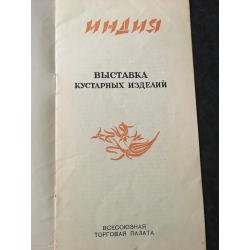 ИНДИЯ
ВЫСТАВКА
КУСТАРНЫХ ИЗДЕЛИЙ
ВСЕСОЮЗНАЯ
ТОРГОВАЯ ПАЛАТА